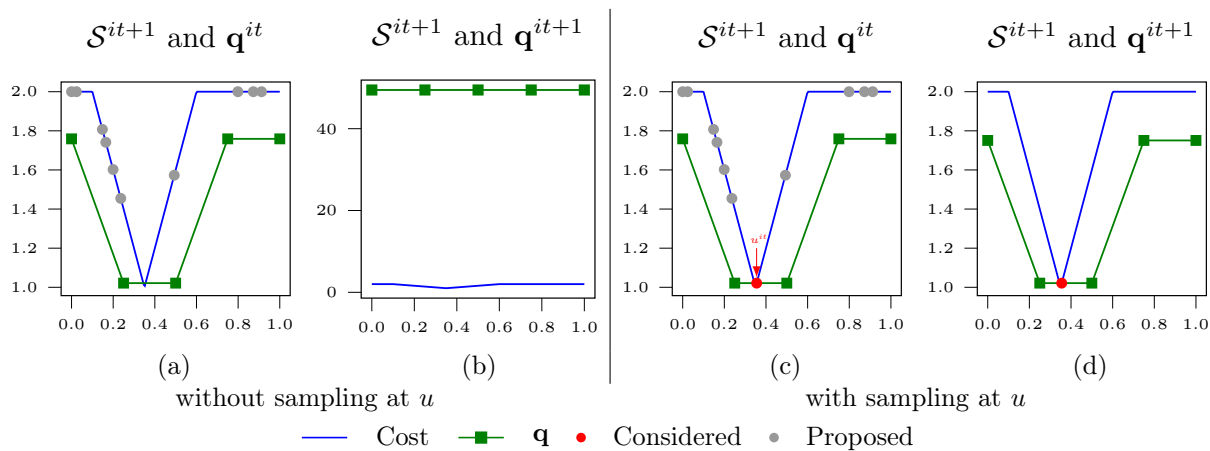 𝒮^{it+1} and 𝐪^{it}
𝒮^{it+1} and 𝐪^{it+1}
𝒮^{it+1} and 𝐪^{it}
𝒮^{it+1} and 𝐪^{it+1}
2.0
1.8
1.6
1.4
1.2
1.0
0.0 0.2 0.4 0.6 0.8 1.0
(a)
40
20
0
0.0 0.2 0.4 0.6 0.8 1.0
(b)
without sampling at u
2.0
1.8
1.6
1.4
1.2
1.0
u^{it}
0.0 0.2 0.4 0.6 0.8 1.0
(c)
2.0
1.8
1.6
1.4
1.2
1.0
0.0 0.2 0.4 0.6 0.8 1.0
(d)
with sampling at u
Cost 𝐪 Considered Proposed